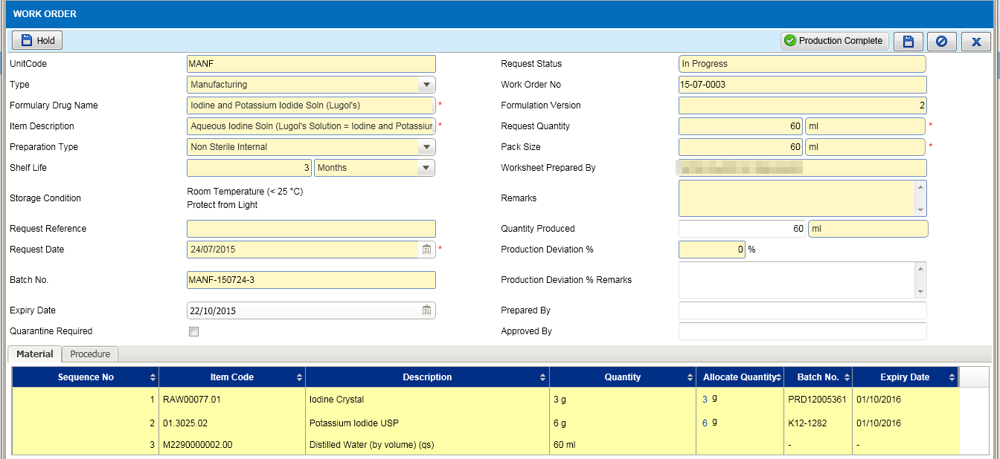 WORK ORDER
Hold Production Complete
UnitCode MANF Request Status In Progress
Type Manufacturing Work Order No 15-07-0003
Formulary Drug Name Iodine and Potassium Iodide Soln (Lugol's) * Formulation Version 2
Item Description Aqueous Iodine Soln (Lugol's Solution = Iodine and Potassiur * Request Quantity 60 ml *
Preparation Type Non Sterile Internal Pack Size 60 ml *
Shelf Life 3 Months Worksheet Prepared By
Storage Condition Room Temperature (< 25 °C)
Protect from Light
Remarks
Request Reference Quantity Produced 60 ml
Request Date 24/07/2015 31 * Production Deviation % 0 %
Batch No. MANF-150724-3 Production Deviation % Remarks
Expiry Date 22/10/2015 31 Prepared By
Quarantine Required Approved By
Material Procedure
Sequence No Item Code Description Quantity Allocate Quantity Batch No. Expiry Date
1 RAW00077.01 Iodine Crystal 3 g 3 g PRD12005361 01/10/2016
2 01.3025.02 Potassium Iodide USP 6 g 6 g K12-1282 01/10/2016
3 M2290000002.00 Distilled Water (by volume) (qs) 60 ml - -